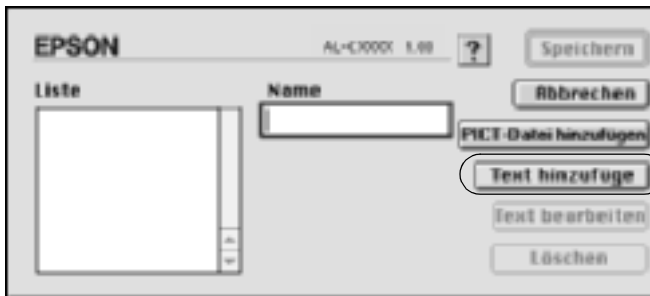 EPSON
AL-CXXXX 1.00
?
Speichern
Liste
Name
Abbrechen
PICT-Datei hinzufügen
Text hinzufüge
Text bearbeiten
Löschen